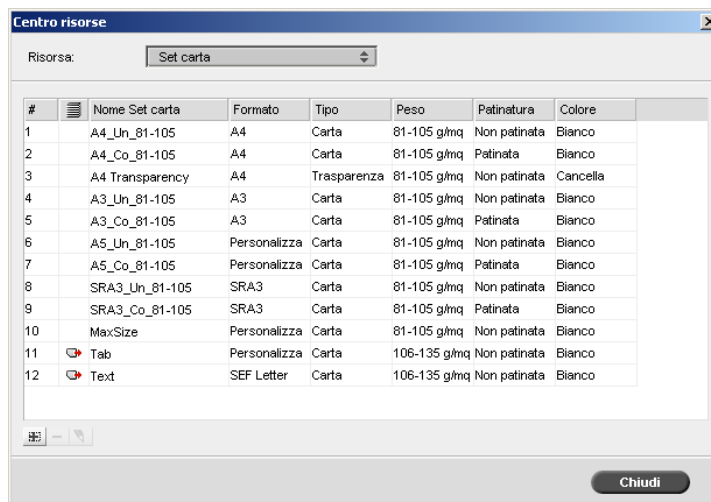 Centro risorse
Risorsa: Set carta
# Nome Set carta Formato Tipo Peso Patinatura Colore
1 A4_Un_81-105 A4 Carta 81-105 g/mq Non patinata Bianco
2 A4_Co_81-105 A4 Carta 81-105 g/mq Patinata Bianco
3 A4 Transparency A4 Trasparenza 81-105 g/mq Non patinata Cancella
4 A3_Un_81-105 A3 Carta 81-105 g/mq Non patinata Bianco
5 A3_Co_81-105 A3 Carta 81-105 g/mq Patinata Bianco
6 A5_Un_81-105 Personalizza Carta 81-105 g/mq Non patinata Bianco
7 A5_Co_81-105 Personalizza Carta 81-105 g/mq Patinata Bianco
8 SRA3_Un_81-105 SRA3 Carta 81-105 g/mq Non patinata Bianco
9 SRA3_Co_81-105 SRA3 Carta 81-105 g/mq Patinata Bianco
10 MaxSize Personalizza Carta 81-105 g/mq Non patinata Bianco
11 Tab Personalizza Carta 106-135 g/mq Non patinata Bianco
12 Text SEF Letter Carta 106-135 g/mq Non patinata Bianco
Chiudi